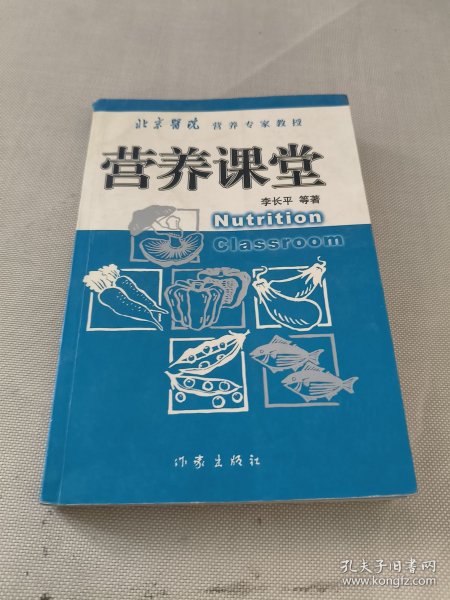 北京医院 营养专家教授
营养课堂
李长平 等著
Nutrition
Classroom
作家出版社
孔夫子旧书网
www.kongfz.com